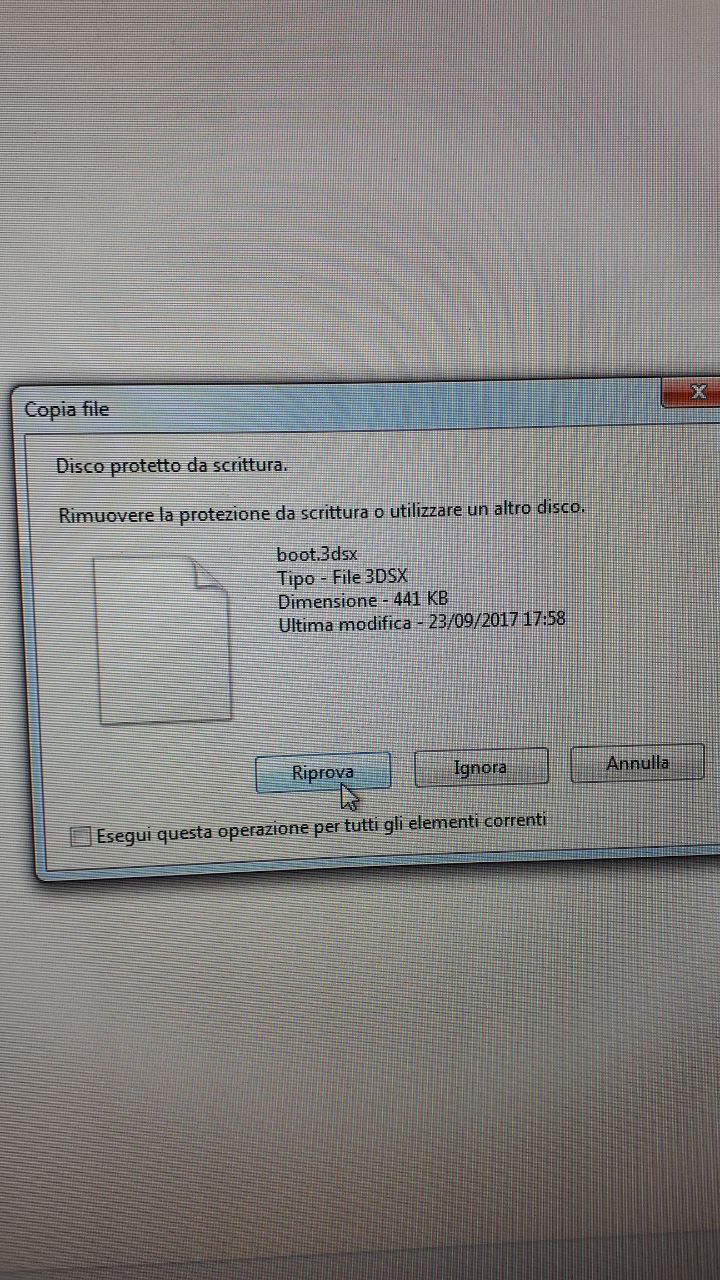 Copia file
Disco protetto da scrittura.
Rimuovere la protezione da scrittura o utilizzare un altro disco.
boot.3dsx
Tipo - File 3DSX
Dimensione - 441 KB
Ultima modifica - 23/09/2017 17:58
Riprova
Ignora
Annulla
Esegui questa operazione per tutti gli elementi correnti